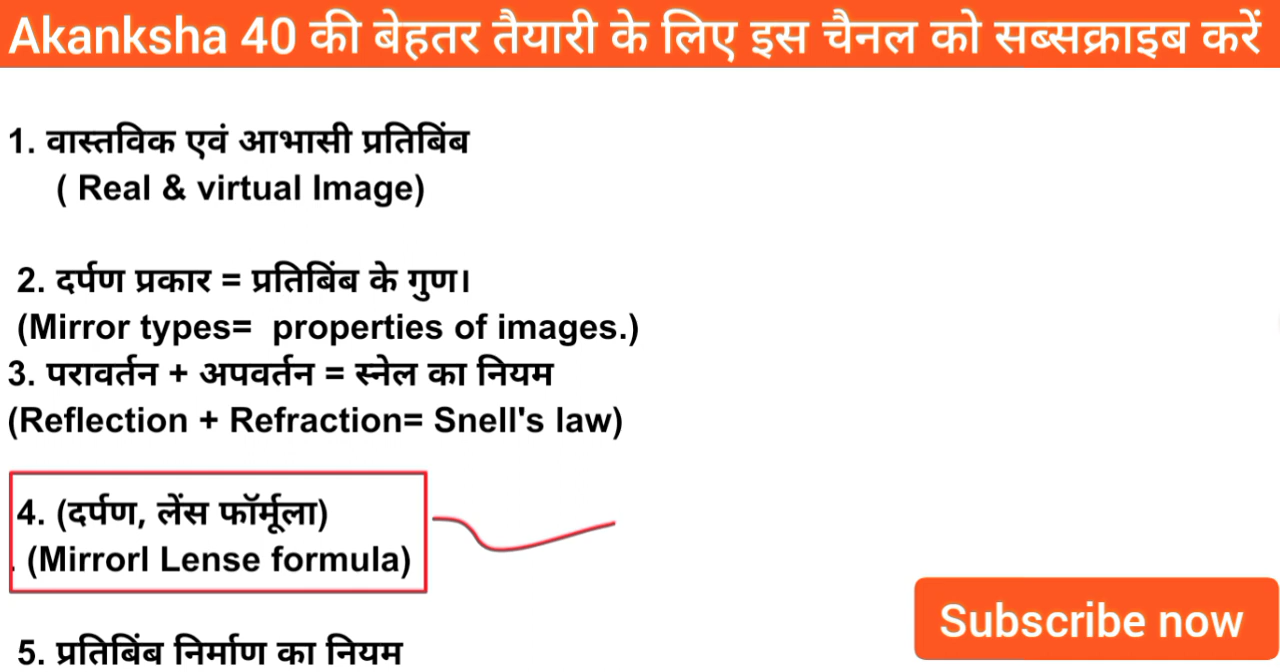 Akanksha 40 की बेहतर तैयारी के लिए इस चैनल को सब्सक्राइब करें
1. वास्तविक एवं आभासी प्रतिबिंब
( Real & virtual Image)
2. दर्पण प्रकार = प्रतिबिंब के गुण।
(Mirror types= properties of images.)
3. परावर्तन + अपवर्तन = स्नेल का नियम
(Reflection + Refraction= Snell's law)
4. (दर्पण, लेंस फॉर्मूला)
(Mirrorl Lense formula)
5. प्रतिबिंब निर्माण का नियम
Subscribe now